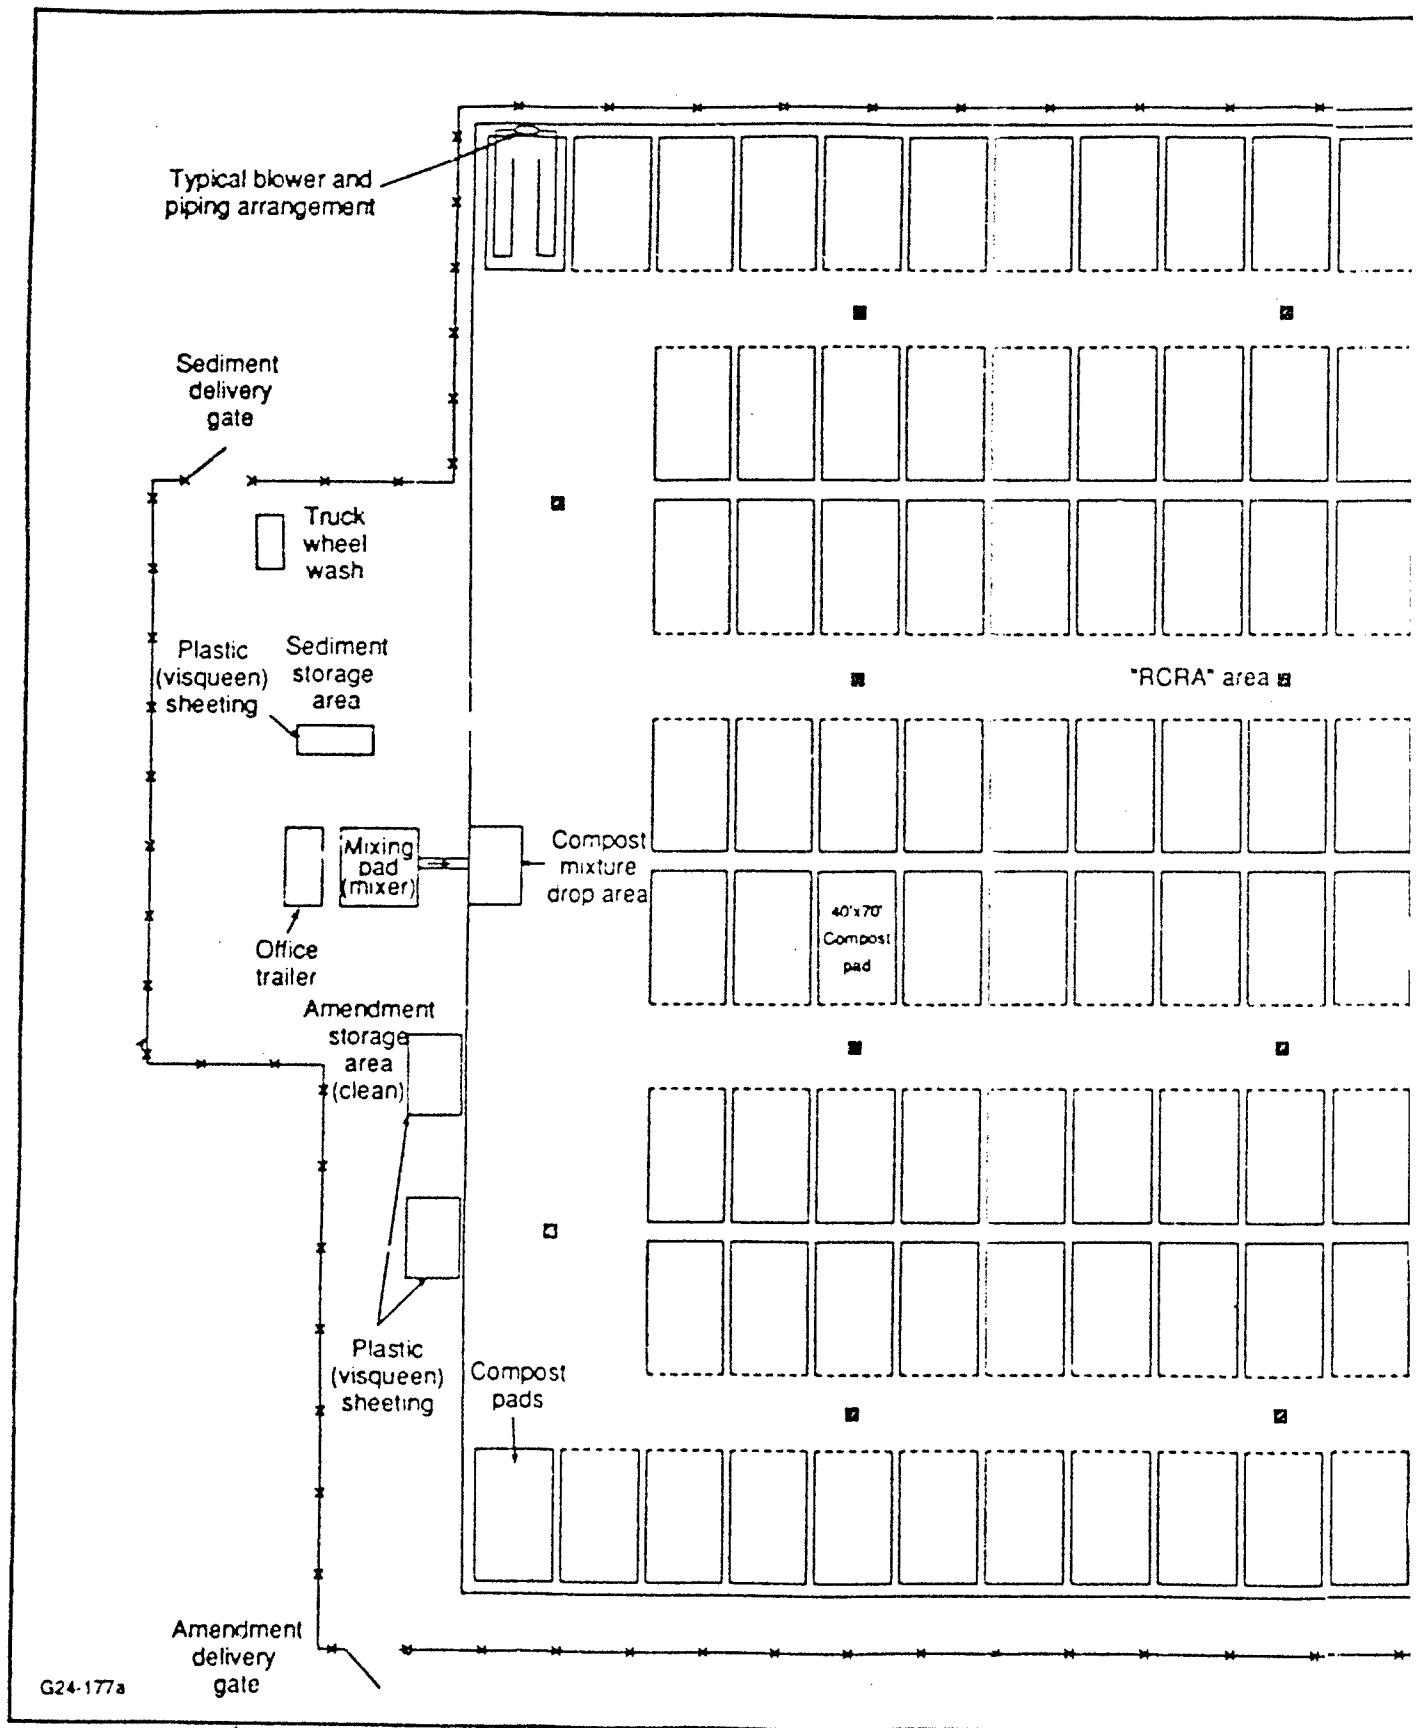 Typical blower and
piping arrangement
Sediment
delivery
gate
Truck
wheel
wash
Plastic
(visqueen)
sheeting
Sediment
storage
area
"RCRA" area
Mixing
pad
(mixer)
Compost
mixture
drop area
40'x70'
Compost
pad
Office
trailer
Amendment
storage
area
(clean)
Plastic
(visqueen)
sheeting
Compost
pads
Amendment
delivery
gate
G24-177a